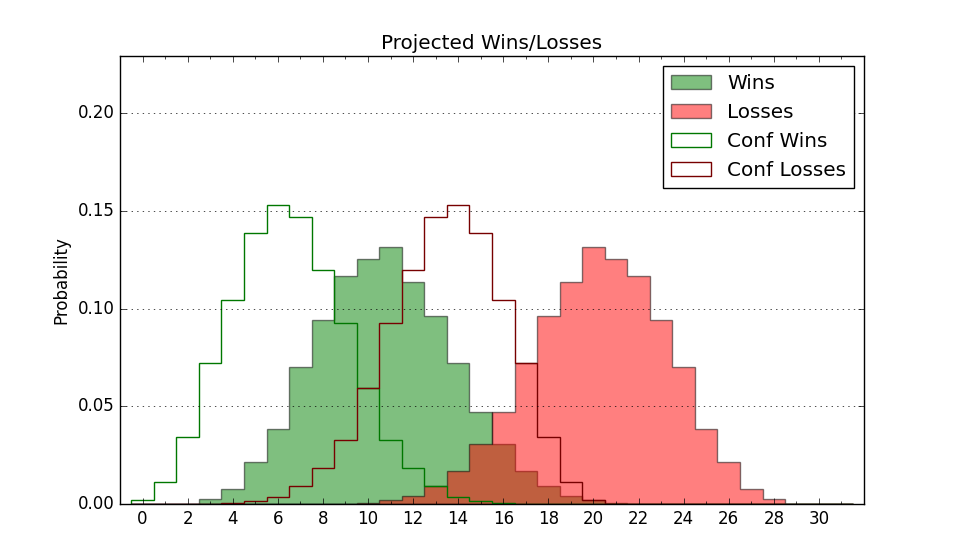 Projected Wins/Losses
Wins
Losses
Conf Wins
Conf Losses
Probability
0.20
0.15
0.10
0.05
0.00
0 2 4 6 8 10 12 14 16 18 20 22 24 26 28 30